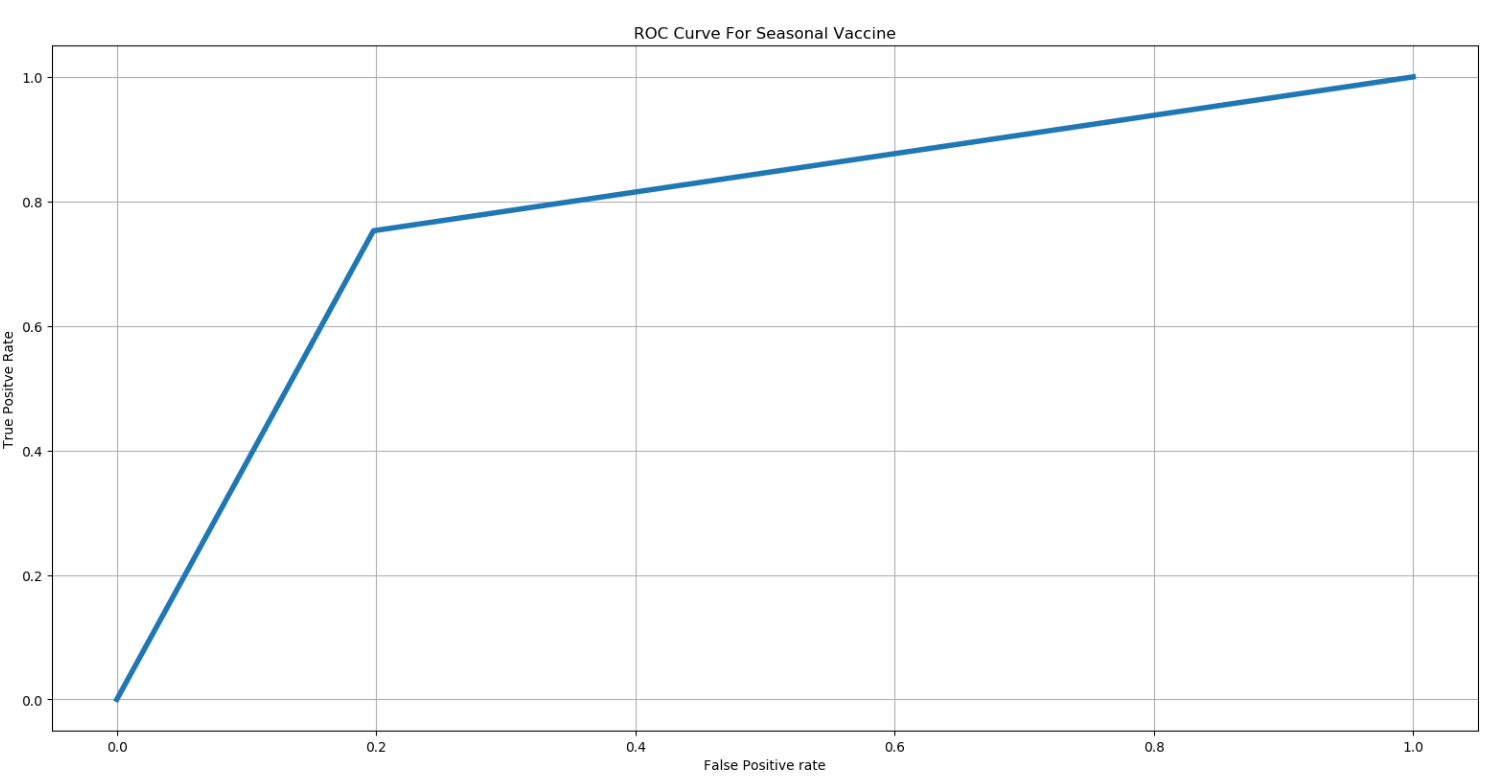 ROC Curve For Seasonal Vaccine
1.0
0.8
0.6
0.4
0.2
0.0
True Positve Rate
0.0 0.2 0.4 0.6 0.8 1.0
False Positive rate